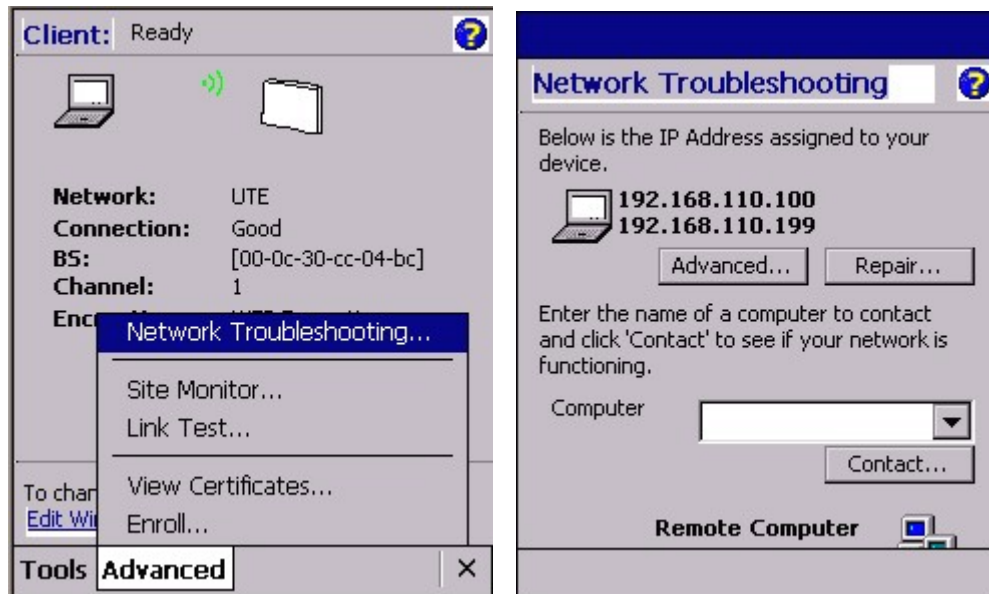 Client: Ready
Network: UTE
Connection: Good
BS: [00-0c-30-cc-04-bc]
Channel: 1
Network Troubleshooting...
Site Monitor...
Link Test...
View Certificates...
Enroll...
Edit
Tools Advanced
Network Troubleshooting
Below is the IP Address assigned to your
device.
192.168.110.100
192.168.110.199
Advanced... Repair...
Enter the name of a computer to contact
and click 'Contact' to see if your network is
functioning.
Computer
Contact...
Remote Computer